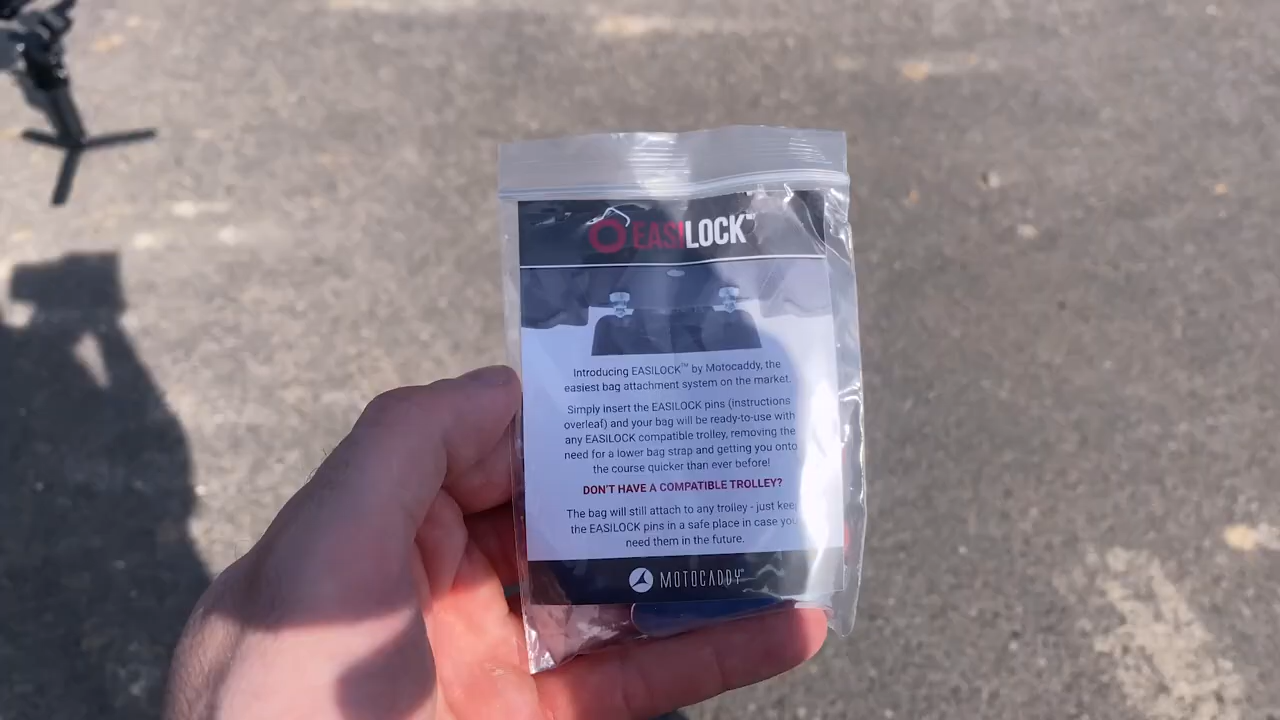 EASILOCK™
Introducing EASILOCK™ by Motocaddy, the
easiest bag attachment system on the market.
Simply insert the EASILOCK pins (instructions
overleaf) and your bag will be ready-to-use with
any EASILOCK compatible trolley, removing the
need for a lower bag strap and getting you onto
the course quicker than ever before!
DON'T HAVE A COMPATIBLE TROLLEY?
The bag will still attach to any trolley - just keep
the EASILOCK pins in a safe place in case you
need them in the future.
MOTOCADDY®